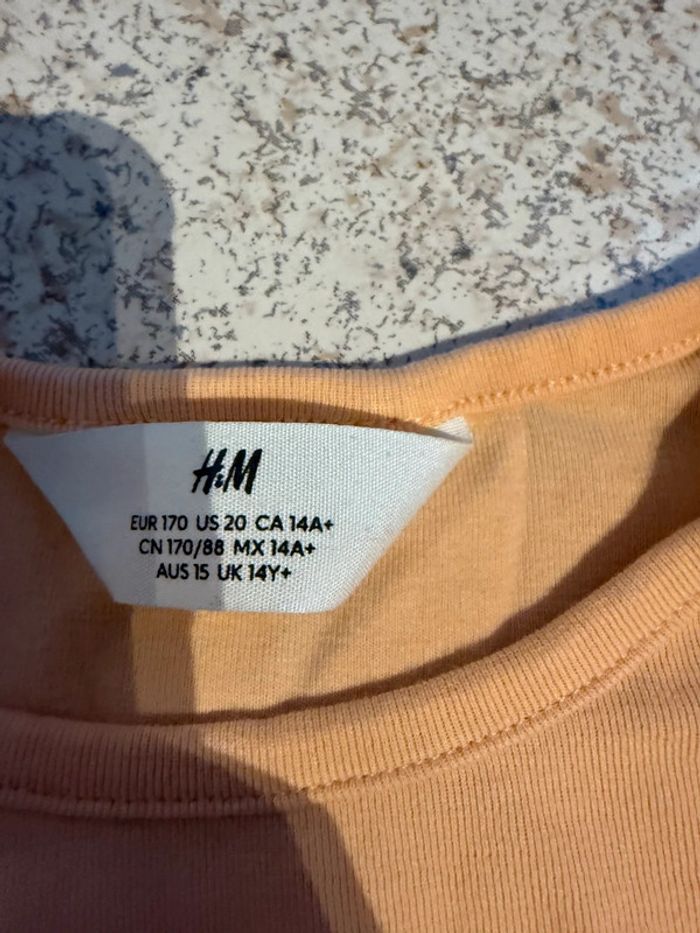 H&M
EUR 170 US 20 CA 14A+
CN 170/88 MX 14A+
AUS 15 UK 14Y+